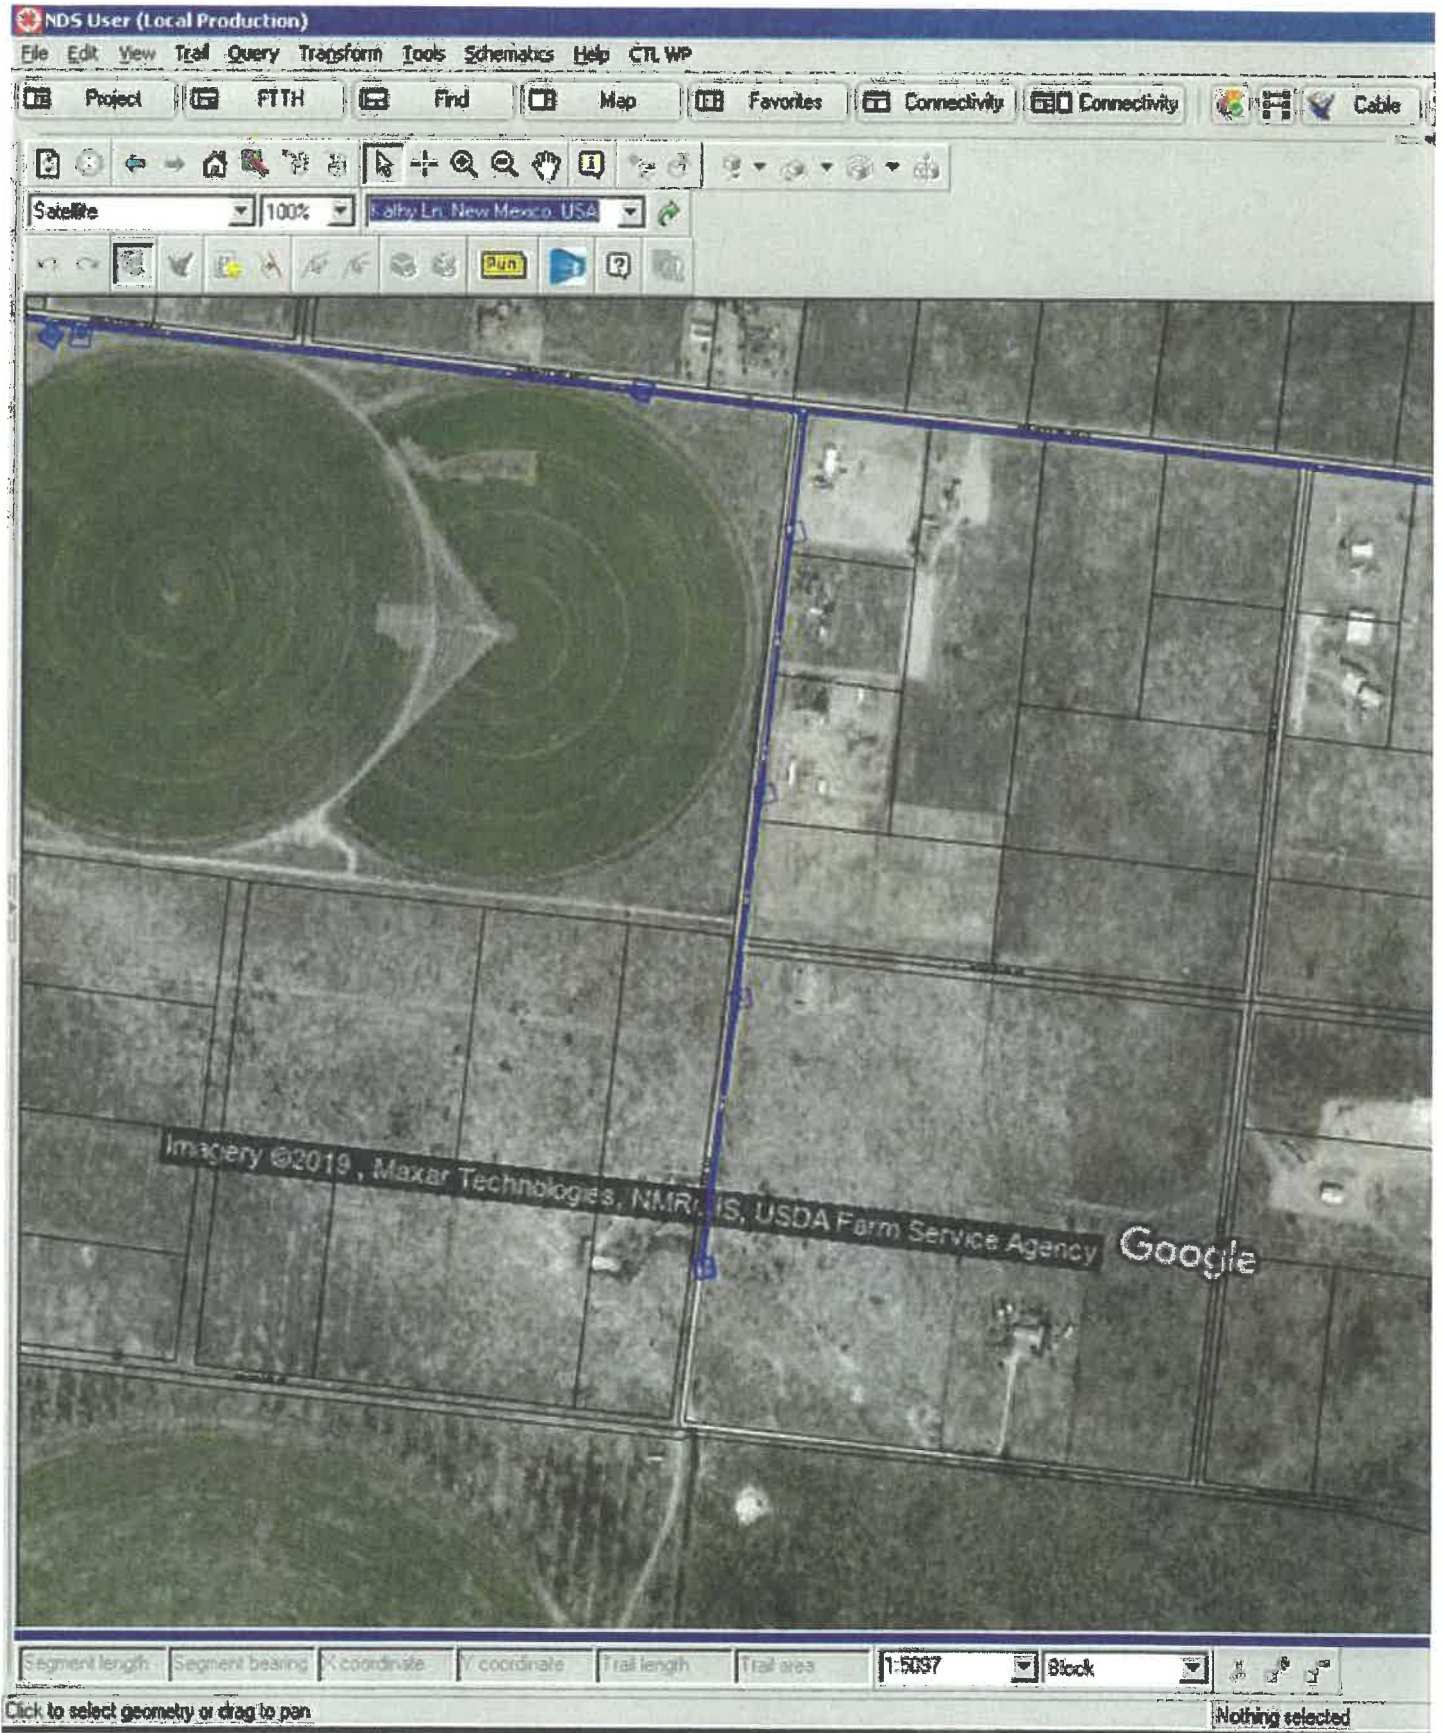 NDS User (Local Production)
File Edit View Trail Query Transform Tools Schematics Help CTL WP
Project FTTH Find Map Favorites Connectivity Connectivity Cable
Satellite 100% Kathy Ln, New Mexico, USA
Run
Imagery ©2019 , Maxar Technologies, NMRGIS, USDA Farm Service Agency
Google
Segment length Segment bearing X coordinate Y coordinate Trail length Trail area 1:5097 Block
Click to select geometry or drag to pan Nothing selected